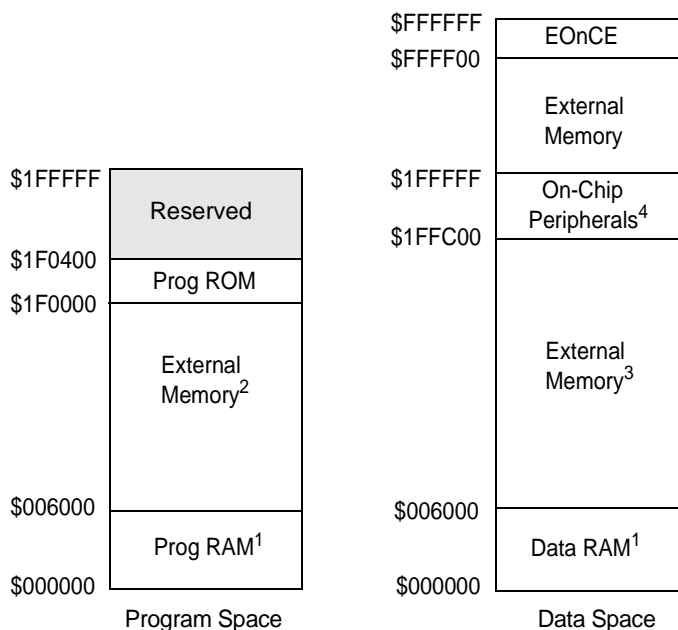 $1FFFFF
Reserved
$1F0400
Prog ROM
$1F0000
External
Memory2
$006000
Prog RAM1
$000000
Program Space
$FFFFFF
EOnCE
$FFFF00
External
Memory
$1FFFFF
On-Chip
Peripherals4
$1FFC00
External
Memory3
$006000
Data RAM1
$000000
Data Space